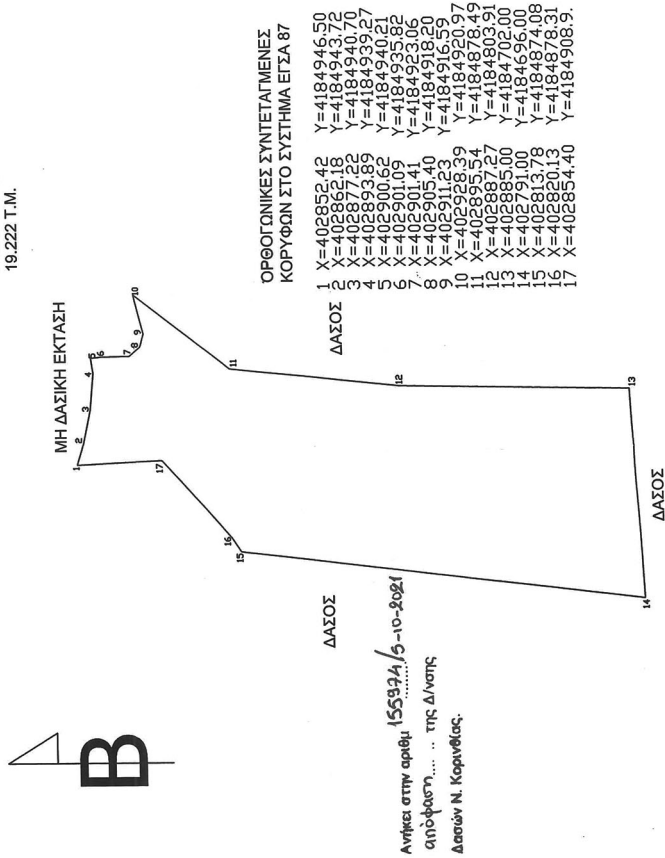 19.222 Τ.Μ.
ΜΗ ΔΑΣΙΚΗ ΕΚΤΑΣΗ
1
2
3
4
5
6
7
8
9
10
11
12
13
14
15
16
17
ΔΑΣΟΣ
ΔΑΣΟΣ
ΔΑΣΟΣ
Β
ΟΡΘΟΓΩΝΙΚΕΣ ΣΥΝΤΕΤΑΓΜΕΝΕΣ
ΚΟΡΥΦΩΝ ΣΤΟ ΣΥΣΤΗΜΑ ΕΓΣΑ 87
1 X=402852.42 Y=4184946.50
2 X=402862.18 Y=4184943.72
3 X=402877.22 Y=4184940.70
4 X=402893.89 Y=4184939.27
5 X=402900.62 Y=4184940.21
6 X=402901.09 Y=4184935.82
7 X=402901.41 Y=4184923.06
8 X=402905.40 Y=4184918.20
9 X=402911.23 Y=4184916.59
10 X=402928.39 Y=4184920.97
11 X=402895.54 Y=4184878.49
12 X=402887.27 Y=4184803.91
13 X=402885.00 Y=4184702.00
14 X=402791.00 Y=4184696.00
15 X=402813.78 Y=4184874.08
16 X=402820.13 Y=4184878.31
17 X=402854.40 Y=4184908.9.
Ανήκει στην αριθμ 155974/5-10-2021
απόφαση..... .. της Δ/νσης
Δασών Ν. Κορινθίας.